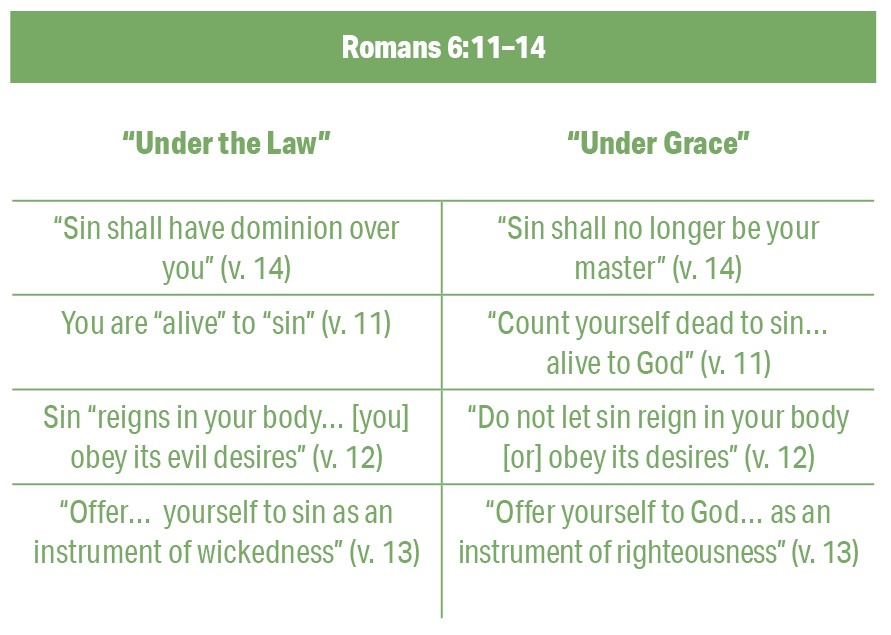 Romans 6:11–14
“Under the Law”
“Under Grace”
“Sin shall have dominion over
you” (v. 14)
“Sin shall no longer be your
master” (v. 14)
You are “alive” to “sin” (v. 11)
“Count yourself dead to sin...
alive to God” (v. 11)
Sin “reigns in your body... [you]
obey its evil desires” (v. 12)
“Do not let sin reign in your body
[or] obey its desires” (v. 12)
“Offer... yourself to sin as an
instrument of wickedness” (v. 13)
“Offer yourself to God... as an
instrument of righteousness” (v. 13)